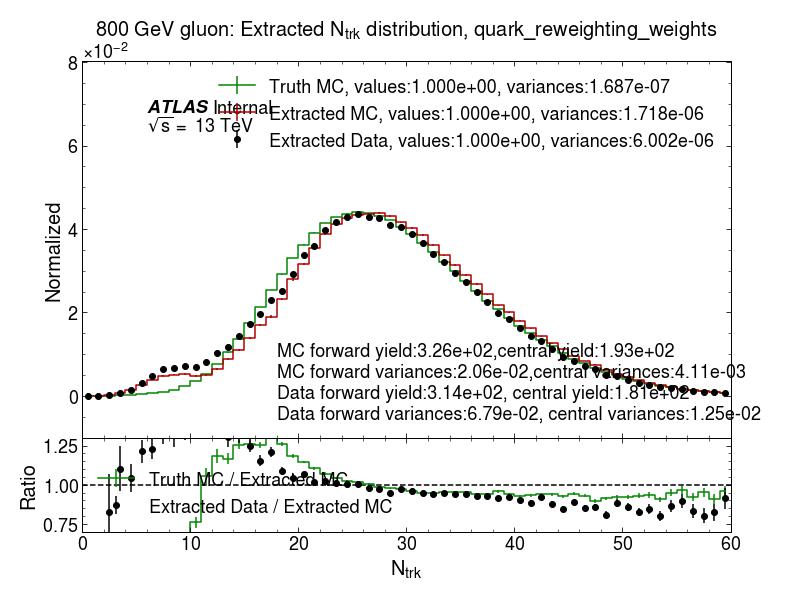 800 GeV gluon: Extracted Ntrk distribution, quark_reweighting_weights
×10−2
8
6
4
2
0
Normalized
ATLAS Internal
√s = 13 TeV
Truth MC, values:1.000e+00, variances:1.687e-07
Extracted MC, values:1.000e+00, variances:1.718e-06
Extracted Data, values:1.000e+00, variances:6.002e-06
MC forward yield:3.26e+02,central yield:1.93e+02
MC forward variances:2.06e-02,central variances:4.11e-03
Data forward yield:3.14e+02, central yield:1.81e+02
Data forward variances:6.79e-02, central variances:1.25e-02
1.25
1.00
0.75
Ratio
Truth MC / Extracted MC
Extracted Data / Extracted MC
0 10 20 30 40 50 60
Ntrk